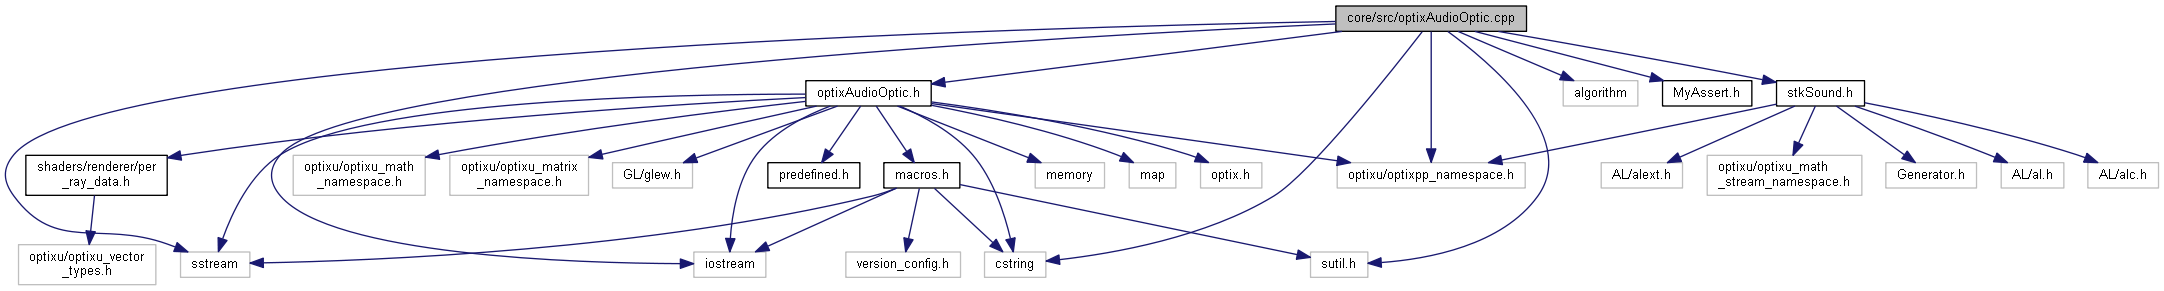 core/src/optixAudioOptic.cpp
optixAudioOptic.h
algorithm
MyAssert.h
stkSound.h
shaders/renderer/per
_ray_data.h
optixu/optixu_math
_namespace.h
optixu/optixu_matrix
_namespace.h
GL/glew.h
predefined.h
macros.h
memory
map
optix.h
optixu/optixpp_namespace.h
AL/alext.h
optixu/optixu_math
_stream_namespace.h
Generator.h
AL/al.h
AL/alc.h
optixu/optixu_vector
_types.h
sstream
iostream
version_config.h
cstring
sutil.h